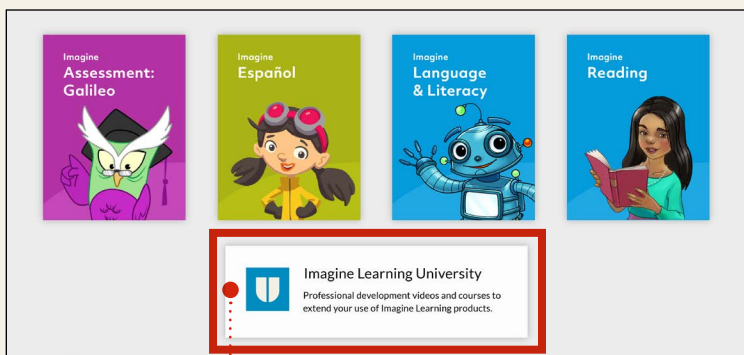 Imagine
Assessment:
Galileo
Imagine
Español
Imagine
Language
& Literacy
Imagine
Reading
Imagine Learning University
Professional development videos and courses to
extend your use of Imagine Learning products.